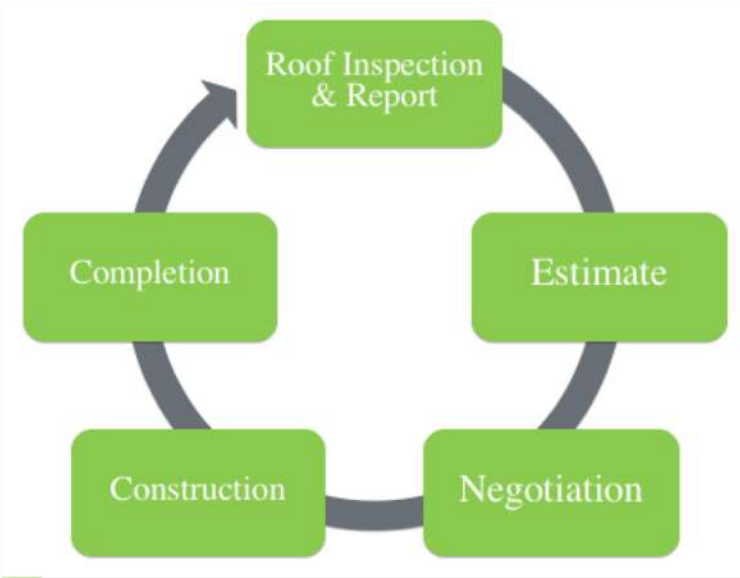 Roof Inspection
& Report
Estimate
Negotiation
Construction
Completion